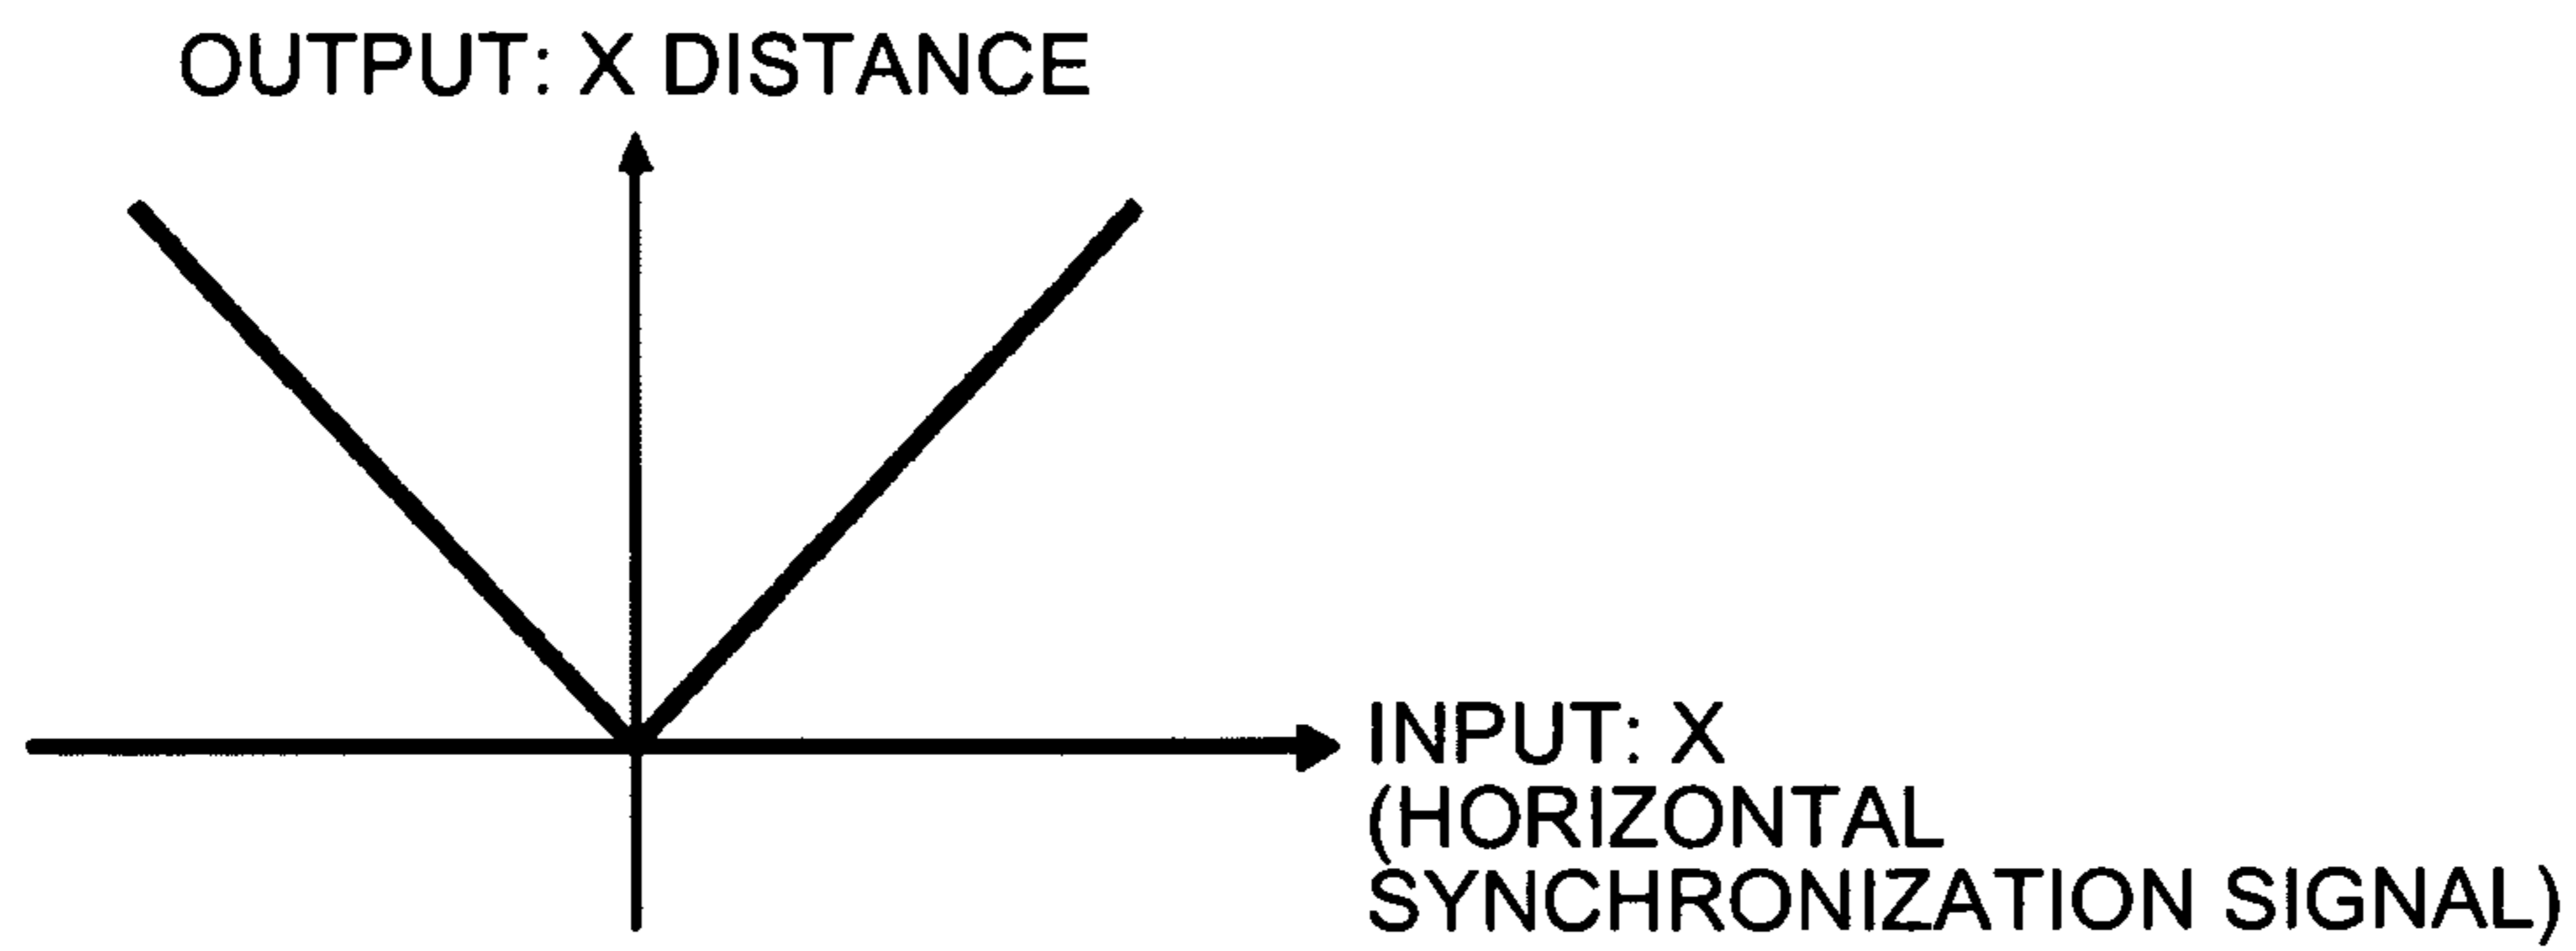 OUTPUT: X DISTANCE
INPUT: X
(HORIZONTAL
SYNCHRONIZATION SIGNAL)